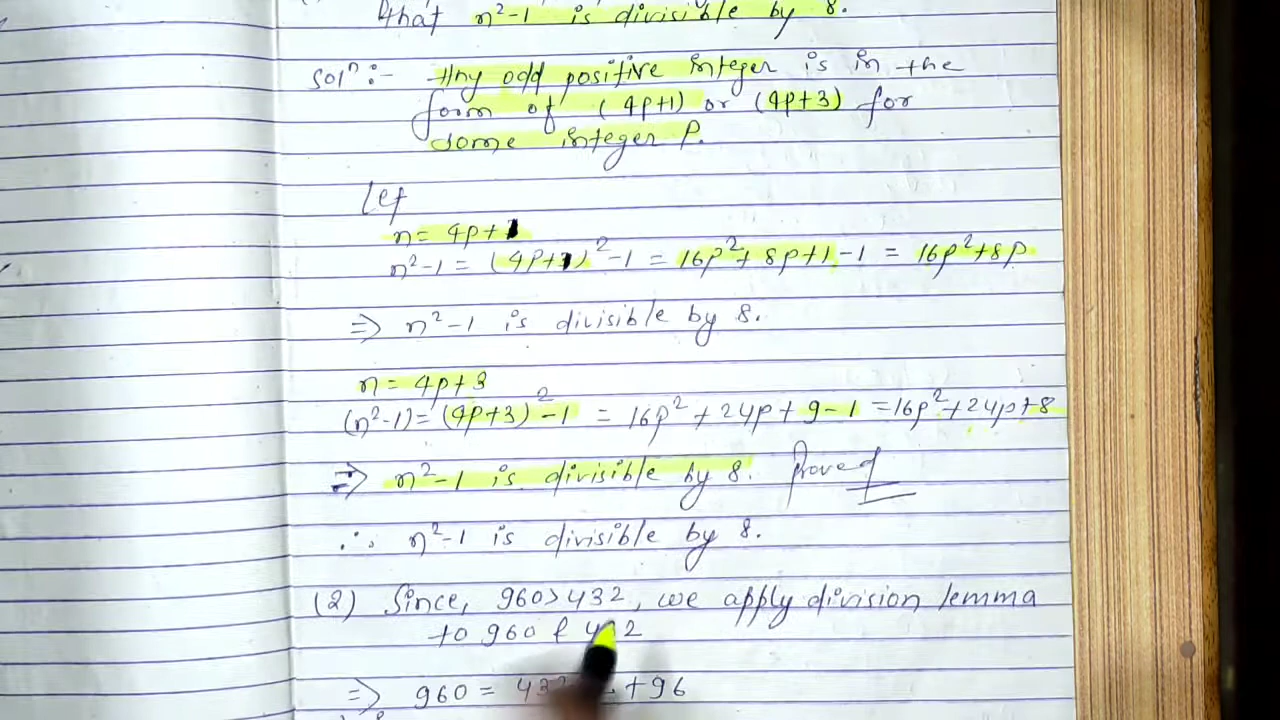 that n²-1 is divisible by 8.
Solⁿ :- Any odd positive integer is in the
form of (4p+1) or (4p+3) for
some integer P.
Let
n = 4p+1
n²-1 = (4p+1)²-1 = 16p²+8p+1-1 = 16p²+8p
=> n²-1 is divisible by 8.
n = 4p+3
(n²-1) = (4p+3)²-1 = 16p²+24p+9-1 = 16p²+24p+8
=> n²-1 is divisible by 8. Proved
∴ n²-1 is divisible by 8.
(2) Since, 960>432, we apply division lemma
to 960 &
=> 960 = +96